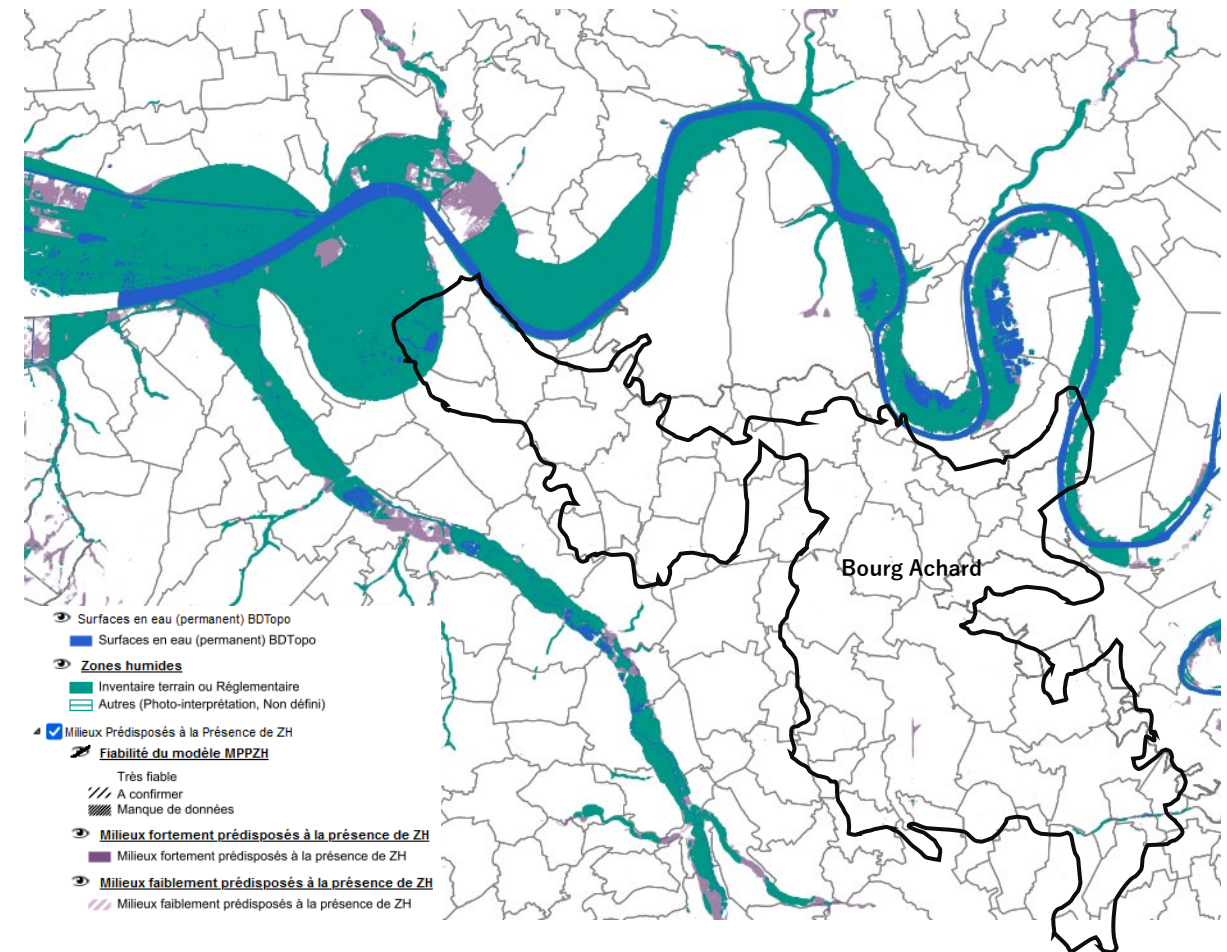 Bourg Achard
Surfaces en eau (permanent) BDTopo
Surfaces en eau (permanent) BDTopo
Zones humides
Inventaire terrain ou Réglementaire
Autres (Photo-interprétation, Non défini)
Milieux Prédisposés à la Présence de ZH
Fiabilité du modèle MPPZH
Très fiable
A confirmer
Manque de données
Milieux fortement prédisposés à la présence de ZH
Milieux fortement prédisposés à la présence de ZH
Milieux faiblement prédisposés à la présence de ZH
Milieux faiblement prédisposés à la présence de ZH